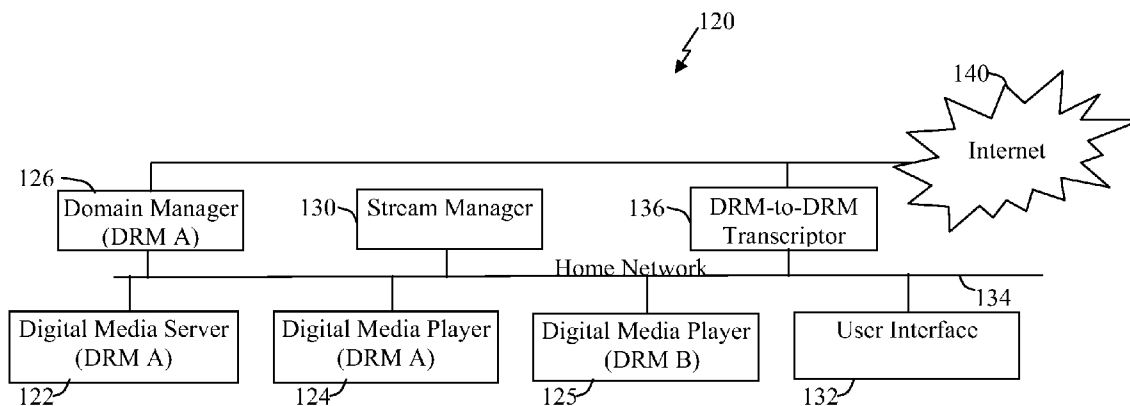 120
140
Internet
126
Domain Manager
(DRM A)
130
Stream Manager
136
DRM-to-DRM
Transcriptor
Home Network
134
Digital Media Server
(DRM A)
122
Digital Media Player
(DRM A)
124
Digital Media Player
(DRM B)
125
User Interface
132